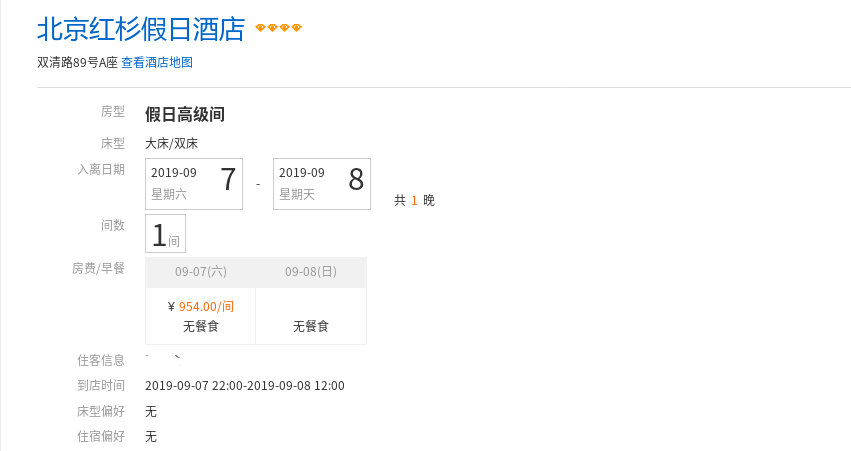 北京红杉假日酒店
双清路89号A座 查看酒店地图
房型 假日高级间
床型 大床/双床
入离日期 2019-09 7 星期六 - 2019-09 8 星期天 共 1 晚
间数 1间
房费/早餐 09-07(六) 09-08(日)
¥ 954.00/间
无餐食 无餐食
住客信息
到店时间 2019-09-07 22:00-2019-09-08 12:00
床型偏好 无
住宿偏好 无